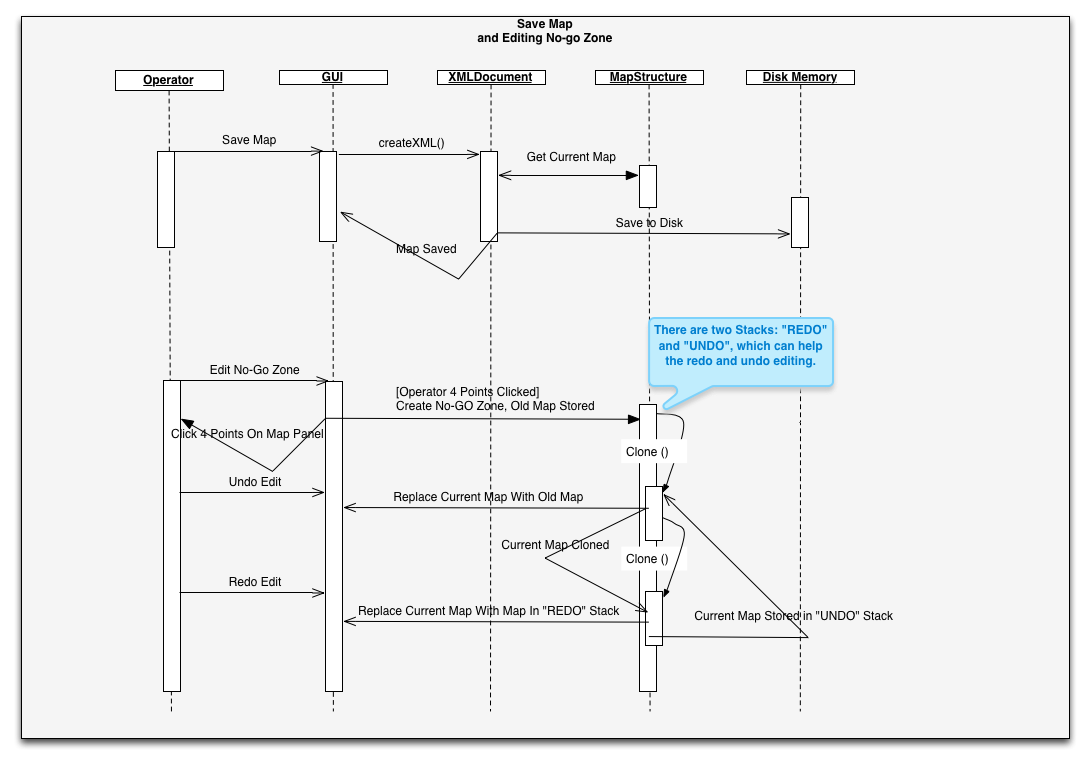 Save Map
and Editing No-go Zone
Operator
GUI
XMLDocument
MapStructure
Disk Memory
Save Map
createXML()
Get Current Map
Save to Disk
Map Saved
There are two Stacks: "REDO"
and "UNDO", which can help
the redo and undo editing.
Edit No-Go Zone
[Operator 4 Points Clicked]
Create No-GO Zone, Old Map Stored
Click 4 Points On Map Panel
Clone ()
Undo Edit
Replace Current Map With Old Map
Current Map Cloned
Clone ()
Redo Edit
Replace Current Map With Map In "REDO" Stack
Current Map Stored in "UNDO" Stack